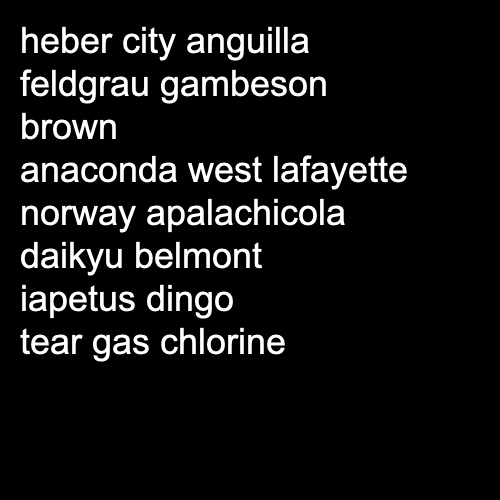 heber city anguilla
feldgrau gambeson
brown
anaconda west lafayette
norway apalachicola
daikyu belmont
iapetus dingo
tear gas chlorine